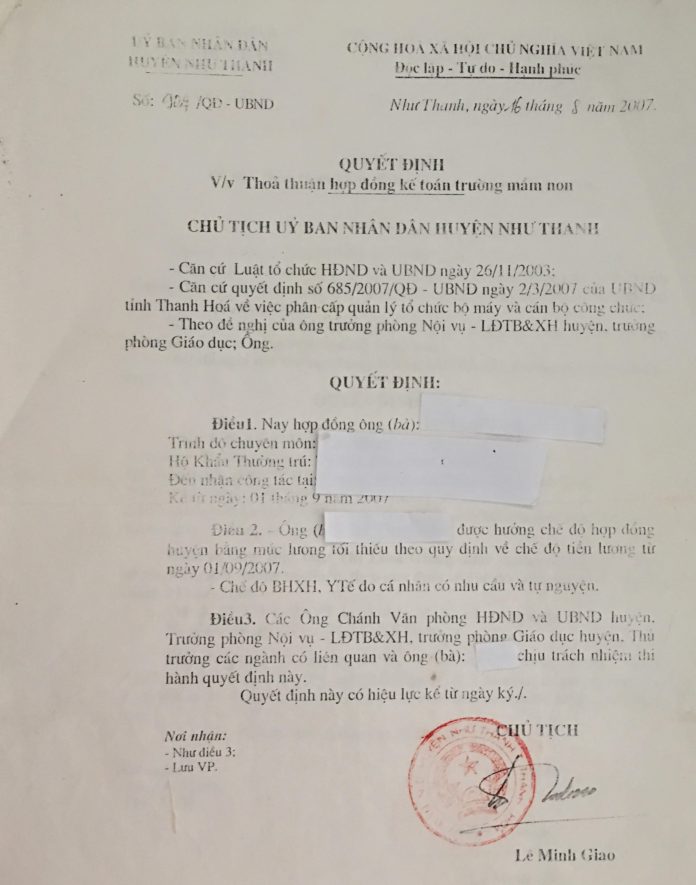 UỶ BAN NHÂN DÂN
HUYỆN NHƯ THANH
CỘNG HOÀ XÃ HỘI CHỦ NGHĨA VIỆT NAM
Độc lập - Tự do - Hạnh phúc
Số: /QĐ - UBND
Như Thanh, ngày 16 tháng 8 năm 2007.
QUYẾT ĐỊNH
V/v Thoả thuận hợp đồng kế toán trường mầm non
CHỦ TỊCH UỶ BAN NHÂN DÂN HUYỆN NHƯ THANH
- Căn cứ Luật tổ chức HĐND và UBND ngày 26/11/2003;
- Căn cứ quyết định số 685/2007/QĐ - UBND ngày 2/3/2007 của UBND
tỉnh Thanh Hoá về việc phân cấp quản lý tổ chức bộ máy và cán bộ công chức;
- Theo đề nghị của ông trưởng phòng Nội vụ - LĐTB&XH huyện, trưởng
phòng Giáo dục; Ông.
QUYẾT ĐỊNH:
Điều1. Nay hợp đồng ông (bà):
Trình độ chuyên môn:
Hộ Khẩu Thường trú:
Đến nhận công tác tại:
Kể từ ngày: 01 tháng 9 năm 2007
Điều 2. - Ông ( được hưởng chế độ hợp đồng
huyện bằng mức lương tối thiểu theo quy định về chế độ tiền lương từ
ngày 01/09/2007.
- Chế độ BHXH, YTế do cá nhân có nhu cầu và tự nguyện.
Điều3. Các Ông Chánh Văn phòng HĐND và UBND huyện,
Trưởng phòng Nội vụ - LĐTB&XH, trưởng phòng Giáo dục huyện, Thủ
trưởng các ngành có liên quan và ông (bà): chịu trách nhiệm thi
hành quyết định này.
Quyết định này có hiệu lực kể từ ngày ký./.
Nơi nhận:
- Như điều 3;
- Lưu VP.
CHỦ TỊCH
Lê Minh Giao